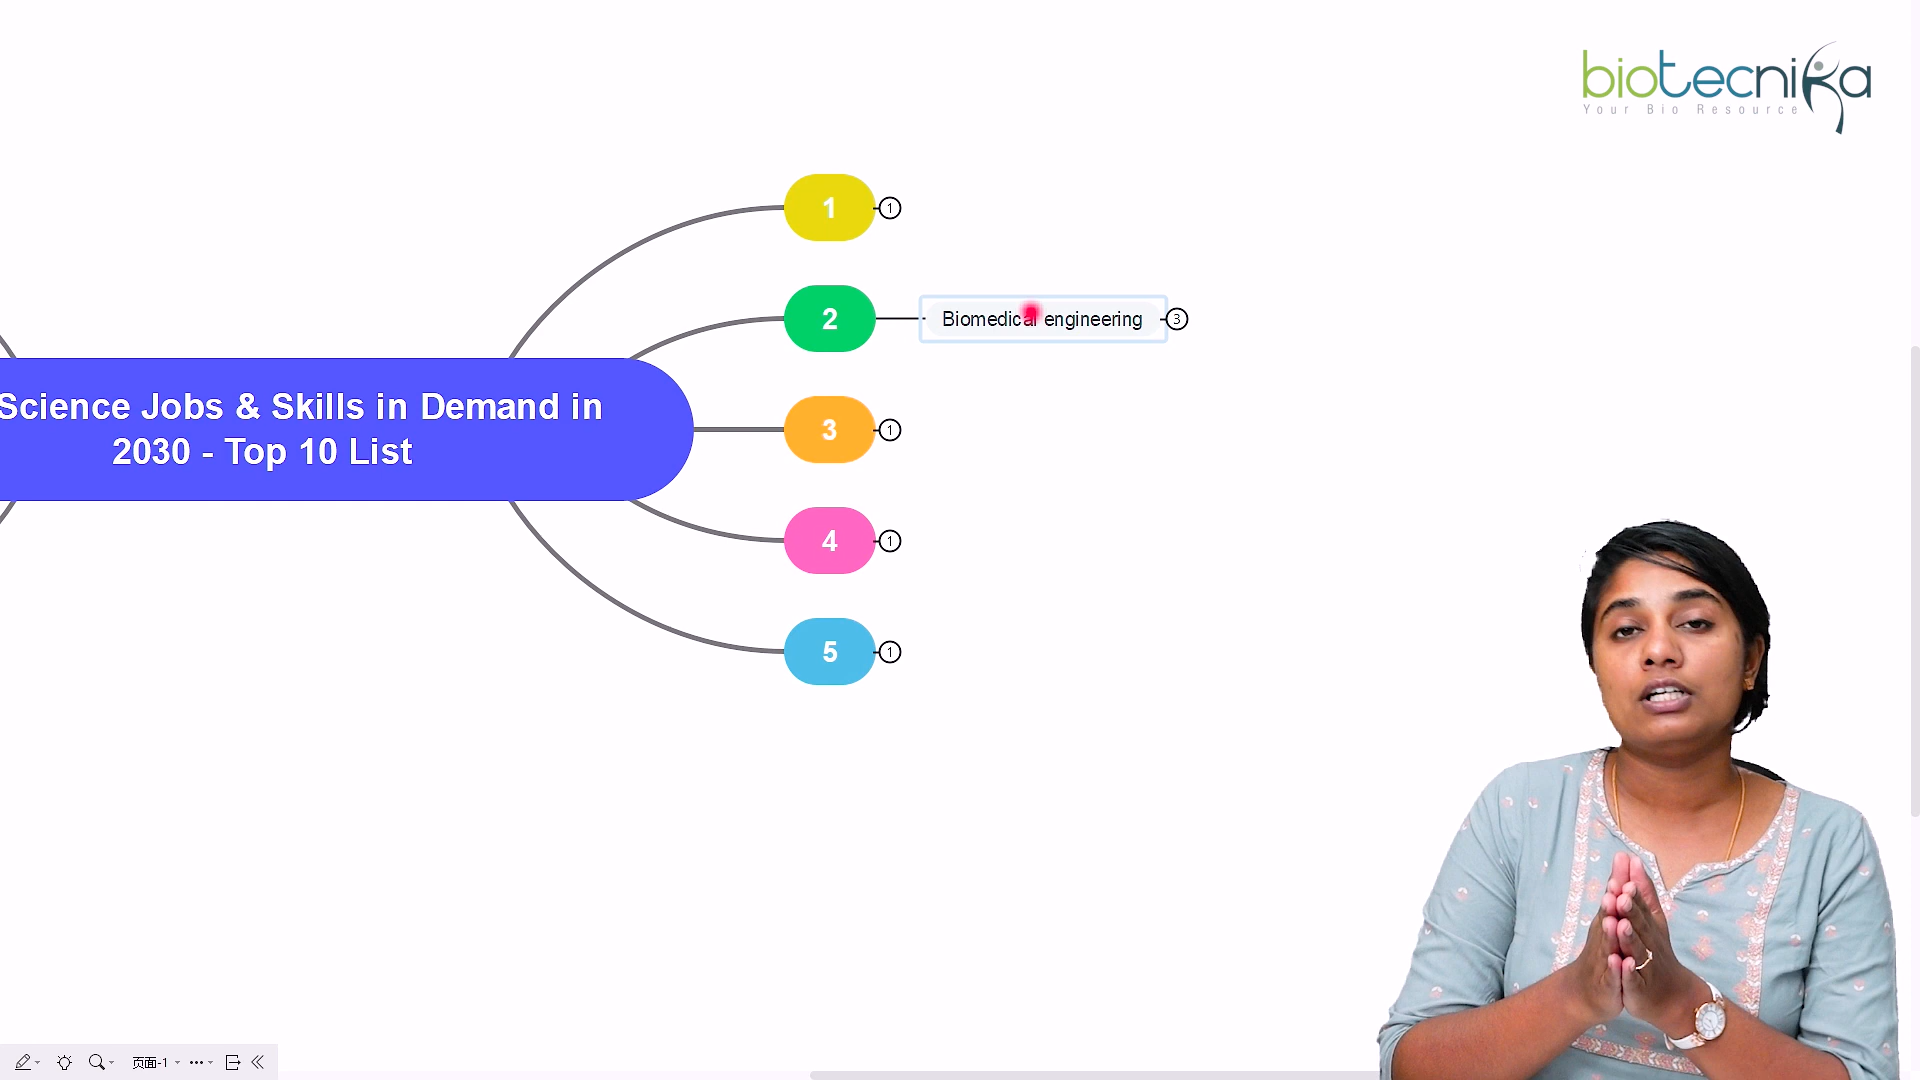 biotecnika
Your Bio Resource
1
1
2
Biomedical engineering
3
Science Jobs & Skills in Demand in
2030 - Top 10 List
3
1
4
1
5
1
页面-1